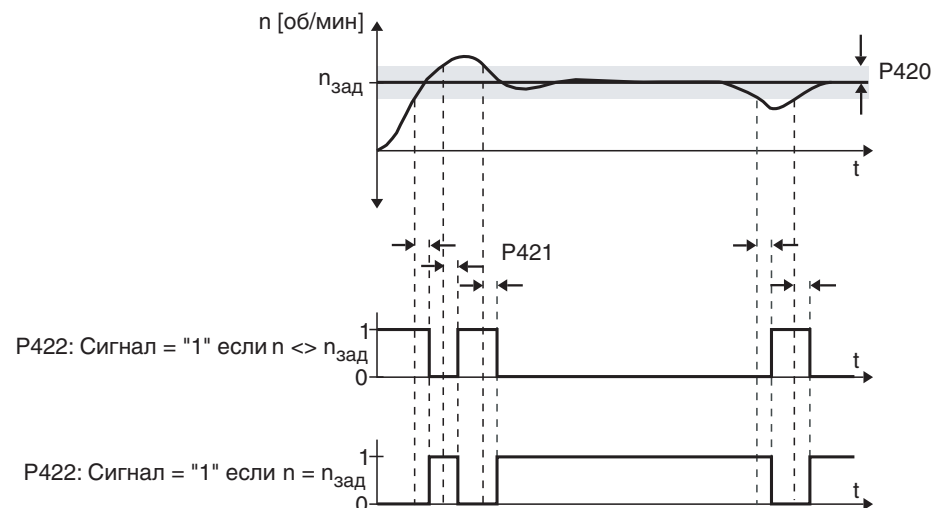 n [об/мин]
nзад
P420
t
P421
1
P422: Сигнал = "1" если n <> nзад
0
t
1
P422: Сигнал = "1" если n = nзад
0
t